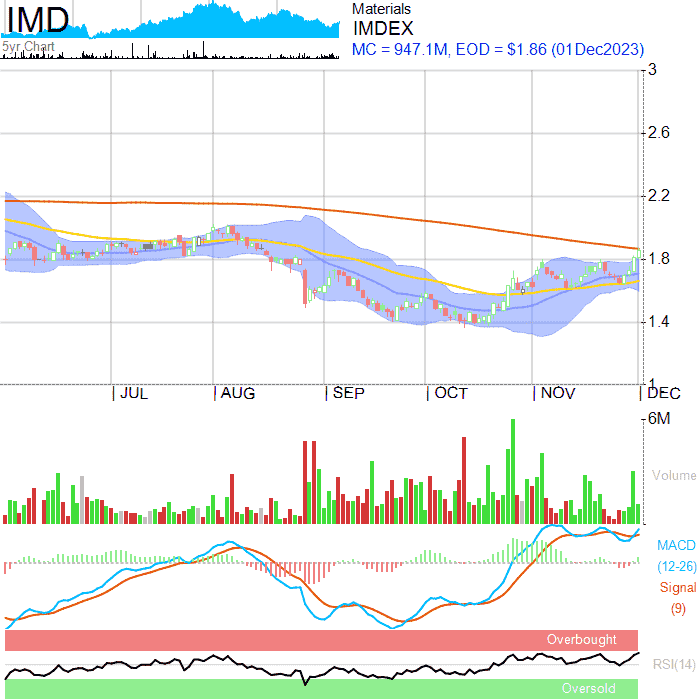 IMD
5yr Chart
Materials
IMDEX
MC = 947.1M, EOD = $1.86 (01Dec2023)
3
2.6
2.2
1.8
1.4
1
JUL AUG SEP OCT NOV DEC
6M
Volume
MACD
(12-26)
Signal
(9)
Overbought
RSI(14)
Oversold